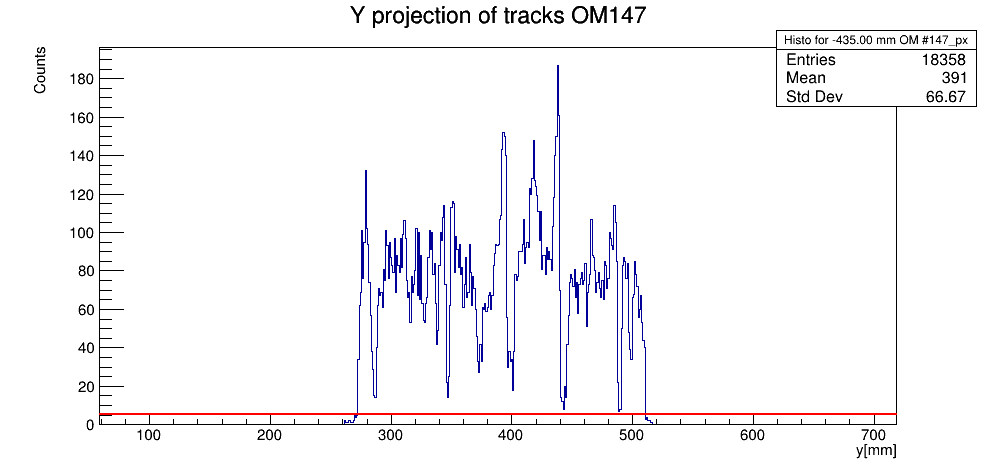 Y projection of tracks OM147
Histo for -435.00 mm OM #147_px
Entries 18358
Mean 391
Std Dev 66.67
Counts
180
160
140
120
100
80
60
40
20
0
100 200 300 400 500 600 700
y[mm]